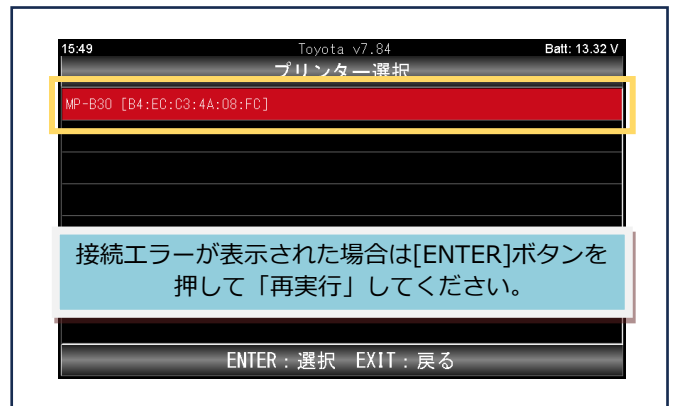 15:49 Toyota v7.84 Batt: 13.32 V
プリンター選択
MP-B30 [B4:EC:C3:4A:08:FC]
接続エラーが表示された場合は[ENTER]ボタンを
押して「再実行」してください。
ENTER：選択 EXIT：戻る